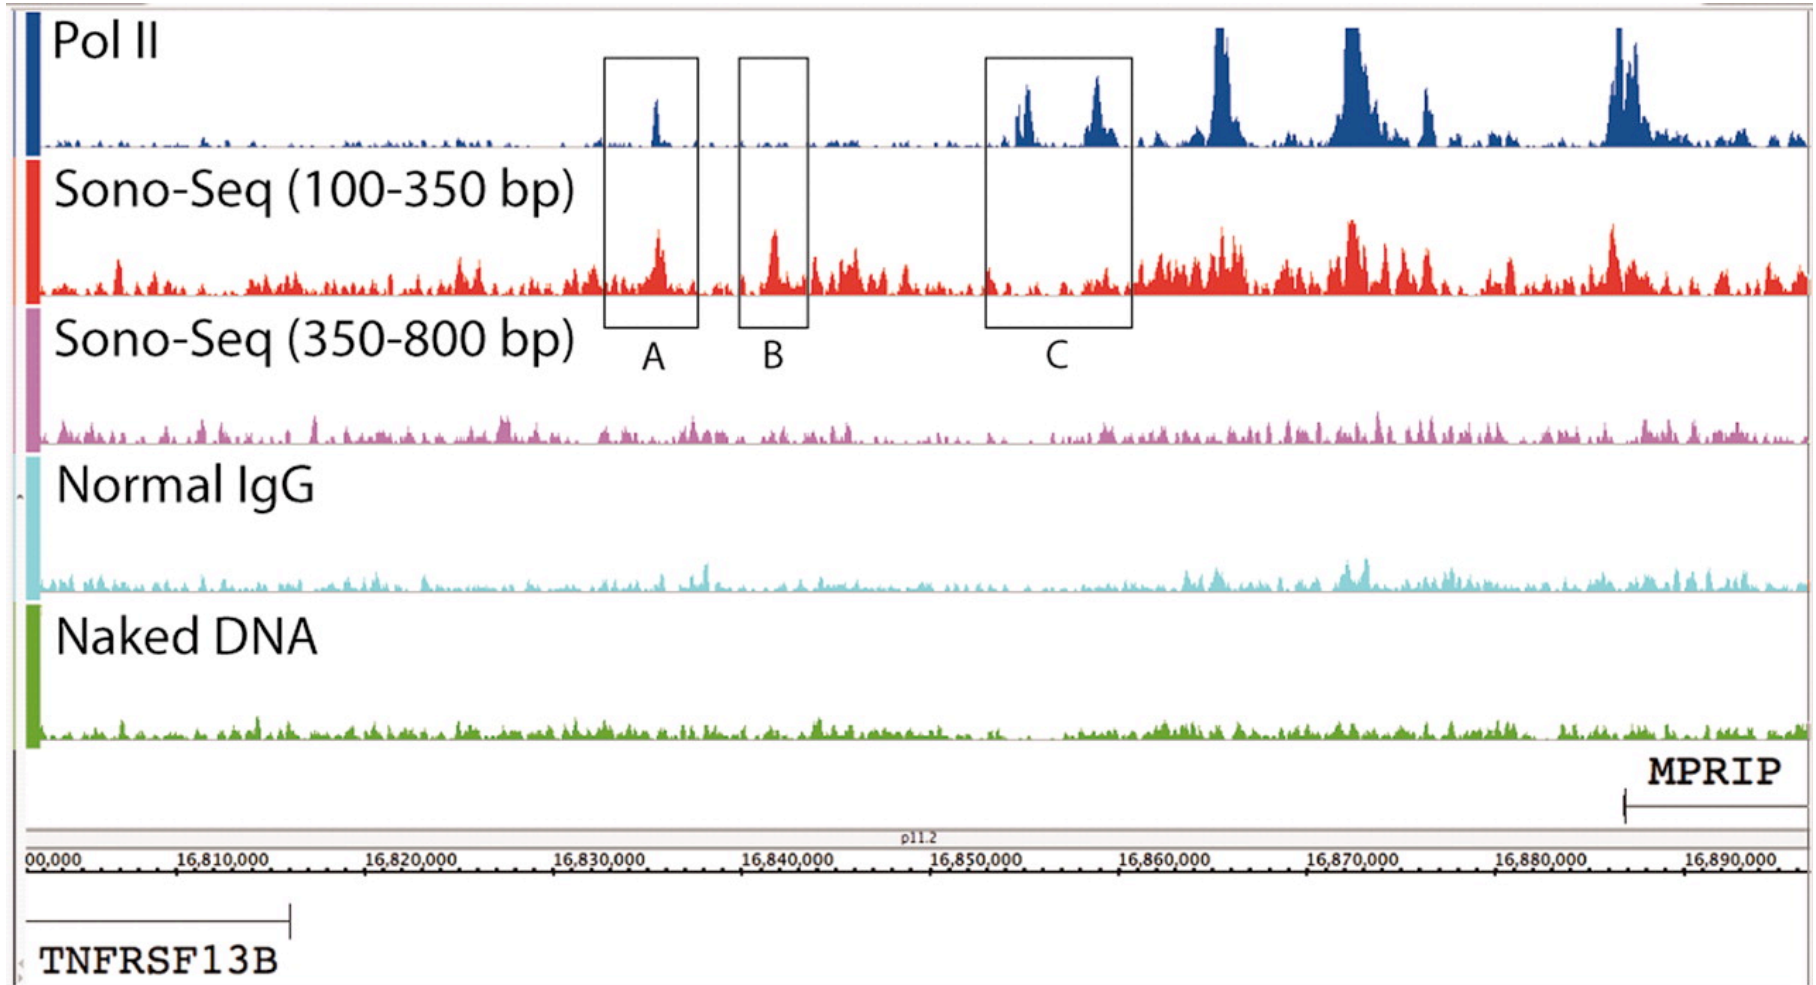 Pol II
Sono-Seq (100-350 bp)
Sono-Seq (350-800 bp)
A B C
Normal IgG
Naked DNA
MPRIP
p11.2
00,000 16,810,000 16,820,000 16,830,000 16,840,000 16,850,000 16,860,000 16,870,000 16,880,000 16,890,000
TNFRSF13B